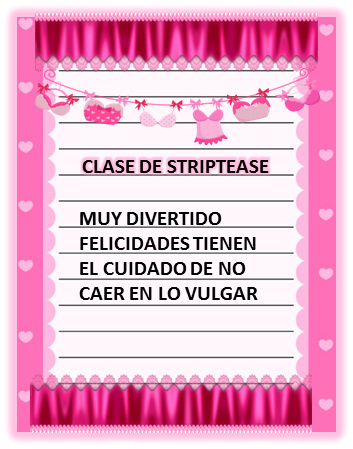 CLASE DE STRIPTEASE
MUY DIVERTIDO
FELICIDADES TIENEN
EL CUIDADO DE NO
CAER EN LO VULGAR